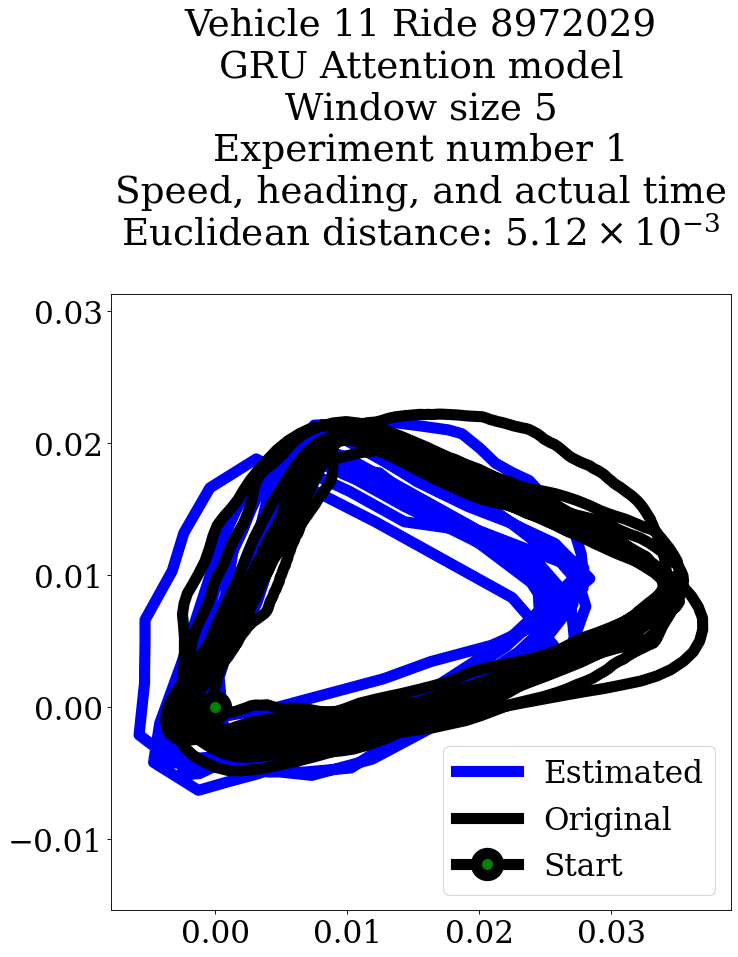 Vehicle 11 Ride 8972029
GRU Attention model
Window size 5
Experiment number 1
Speed, heading, and actual time
Euclidean distance: 5.12 × 10⁻³
0.03
0.02
0.01
0.00
−0.01
Estimated
Original
Start
0.00 0.01 0.02 0.03